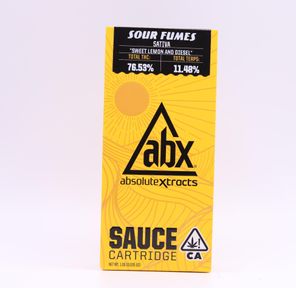 SOUR FUMES
SATIVA
"SWEET LEMON AND DIESEL"
TOTAL THC: TOTAL TERPS:
76.53% 11.48%
abx
absoluteXtracts
SAUCE
CARTRIDGE
CA